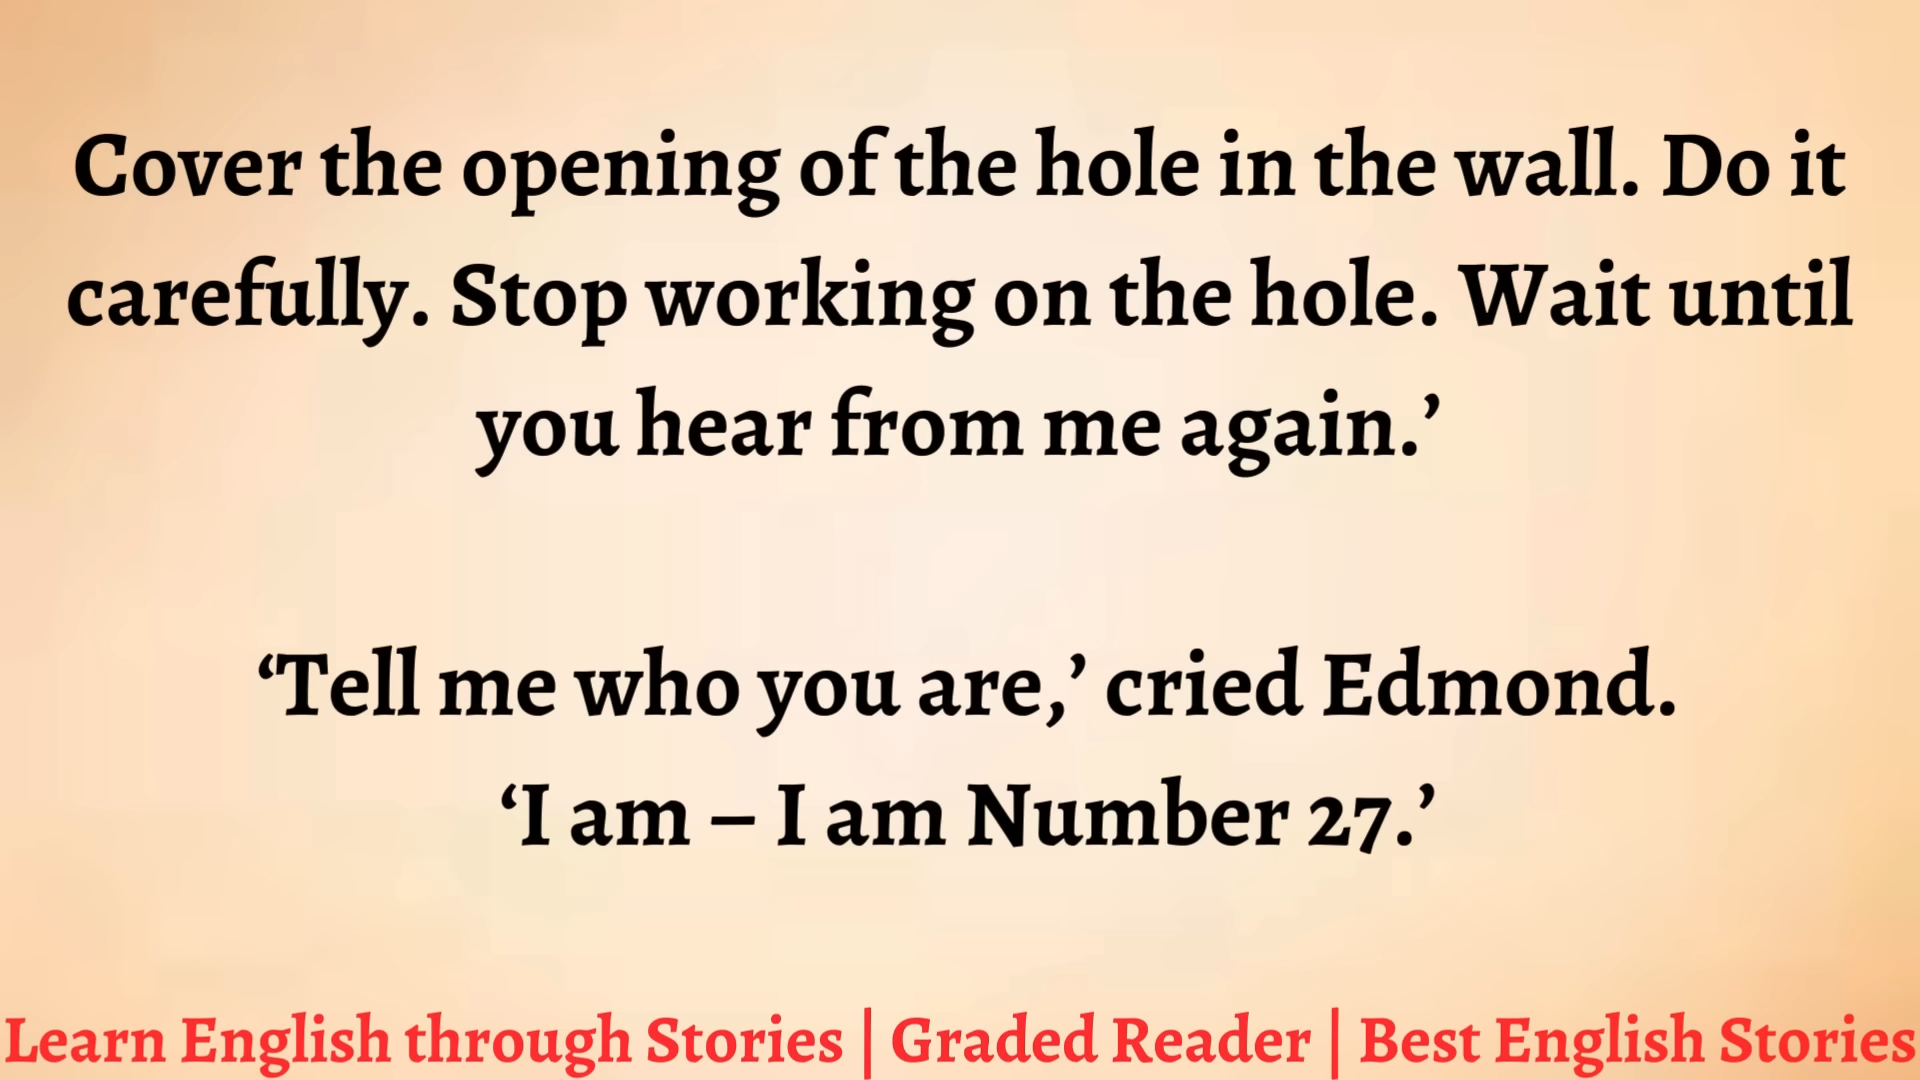 Cover the opening of the hole in the wall. Do it
carefully. Stop working on the hole. Wait until
you hear from me again.’
‘Tell me who you are,’ cried Edmond.
‘I am – I am Number 27.’
Learn English through Stories | Graded Reader | Best English Stories